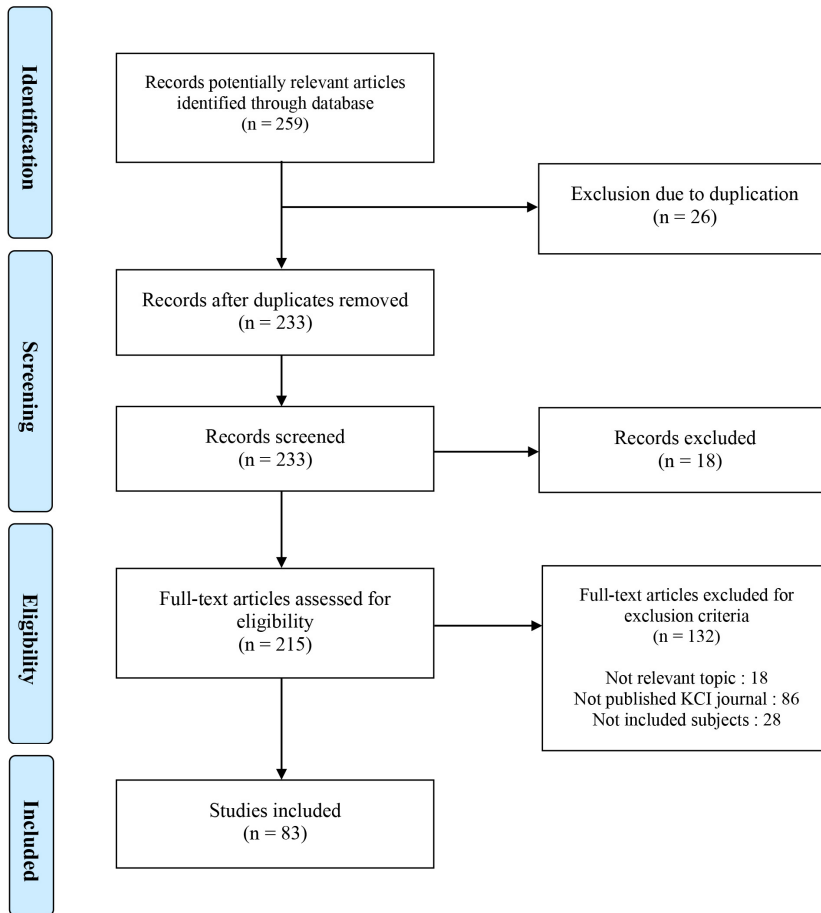 Identification
Records potentially relevant articles
identified through database
(n = 259)
Exclusion due to duplication
(n = 26)
Screening
Records after duplicates removed
(n = 233)
Records screened
(n = 233)
Records excluded
(n = 18)
Eligibility
Full-text articles assessed for
eligibility
(n = 215)
Full-text articles excluded for
exclusion criteria
(n = 132)
Not relevant topic : 18
Not published KCI journal : 86
Not included subjects : 28
Included
Studies included
(n = 83)